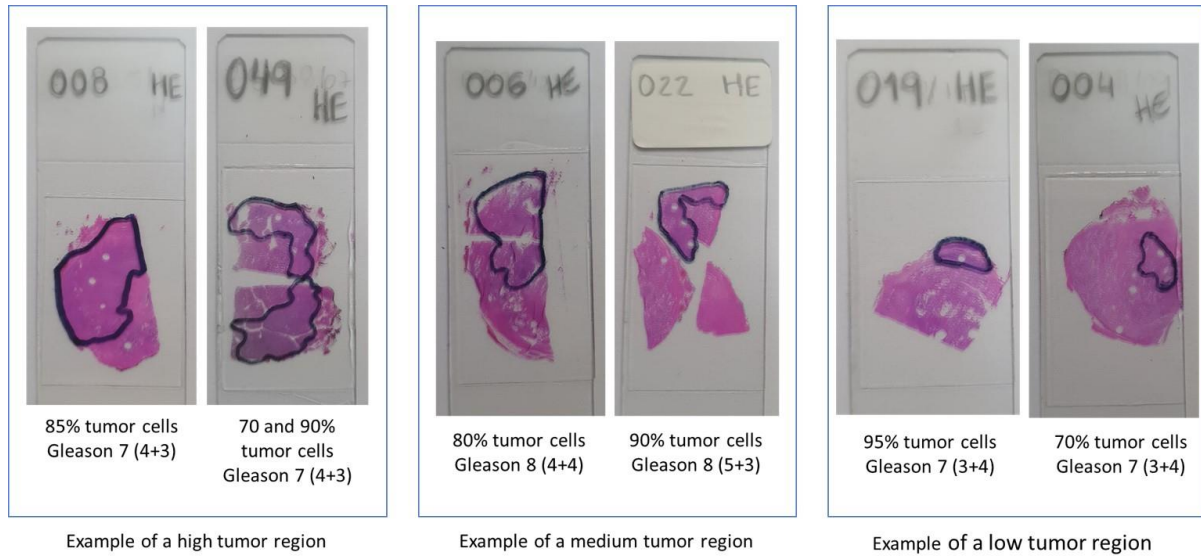 008 HE
049
HE
006 HE
022 HE
019 HE
004
HE
85% tumor cells
Gleason 7 (4+3)
70 and 90%
tumor cells
Gleason 7 (4+3)
80% tumor cells
Gleason 8 (4+4)
90% tumor cells
Gleason 8 (5+3)
95% tumor cells
Gleason 7 (3+4)
70% tumor cells
Gleason 7 (3+4)
Example of a high tumor region
Example of a medium tumor region
Example of a low tumor region